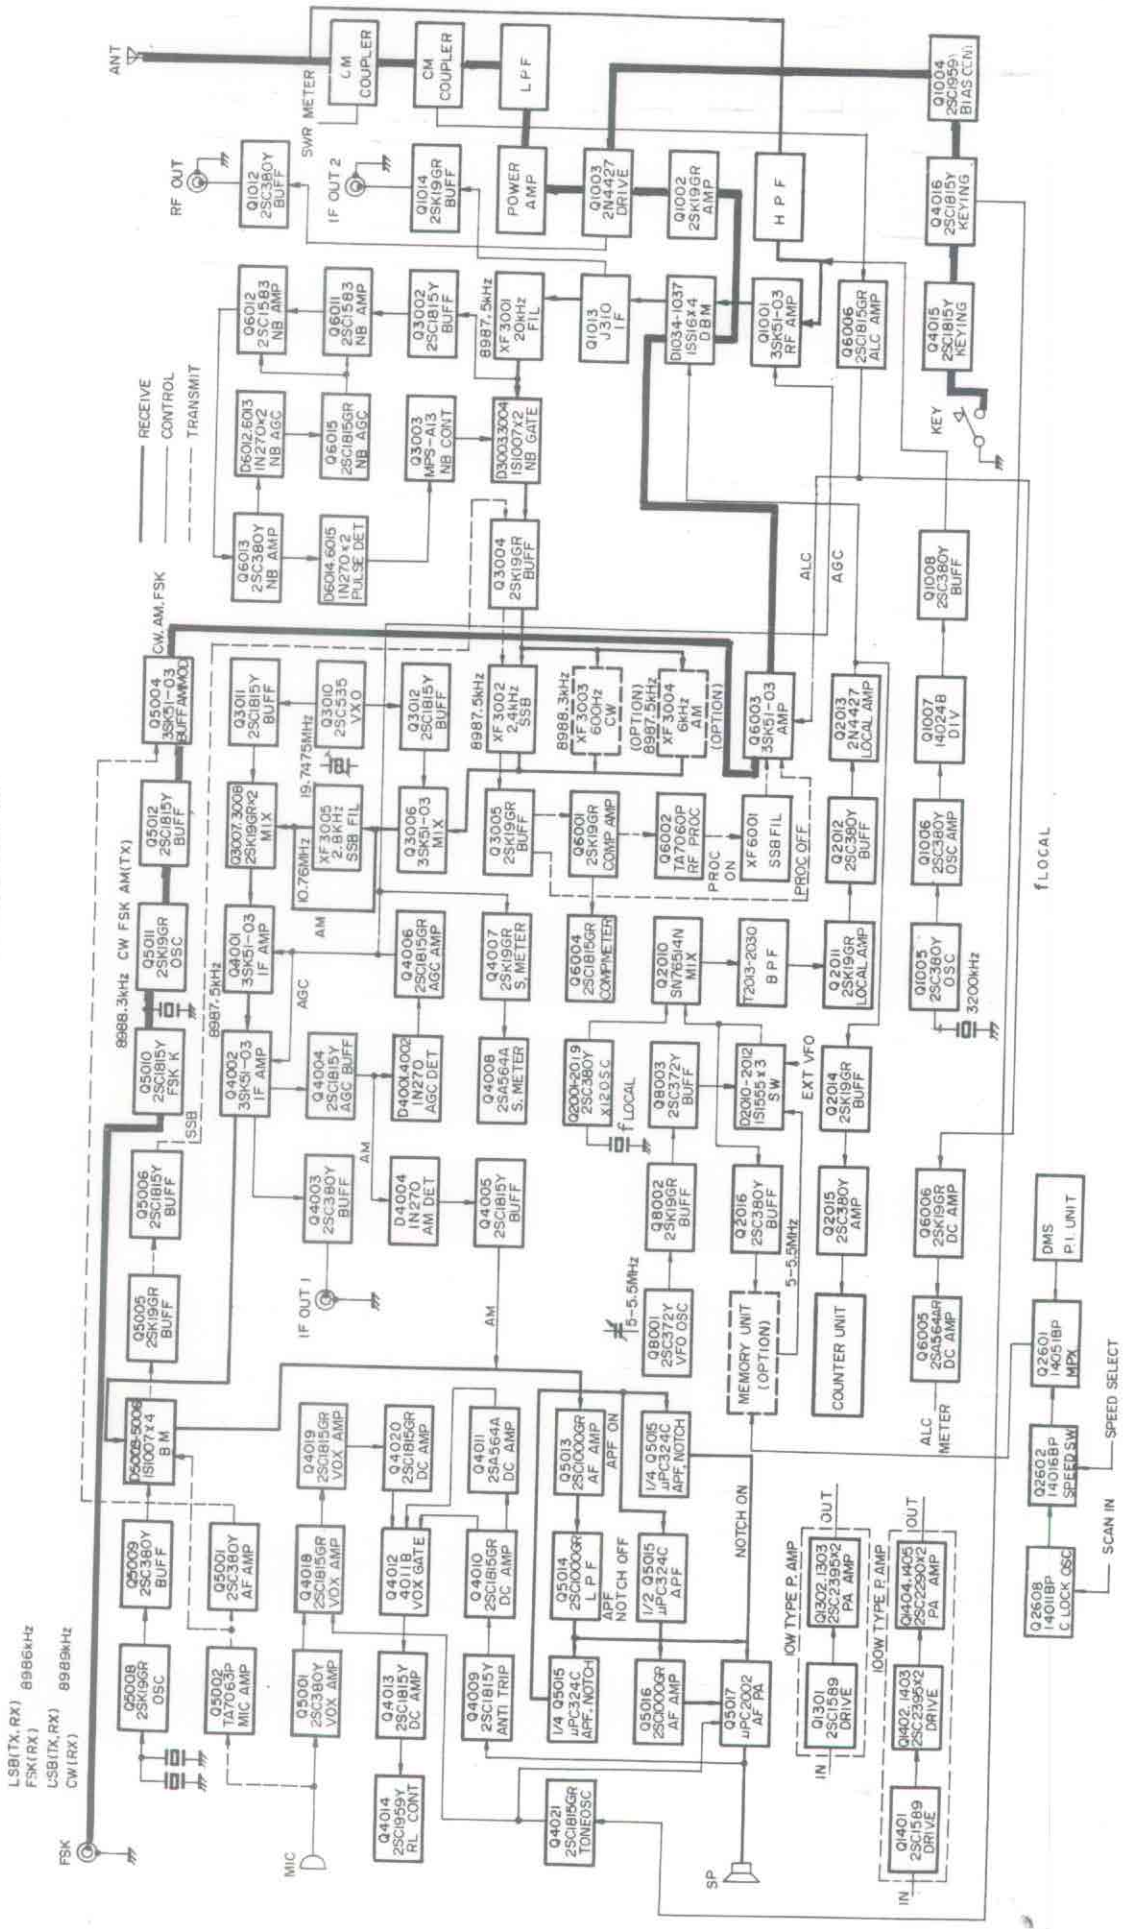 LSB(TX,RX) 8986kHz
FSK(RX)
USB(TX,RX) 8989kHz
CW(RX)
FSK
Q5008
2SK19GR
OSC
Q5009
2SC380Y
BUFF
1S1007X4
B M
Q5005
2SK19GR
BUFF
Q5006
2SC1815Y
BUFF
SSB
Q5010
2SC1815Y
FSK K
8988.3kHz CW FSK AM(TX)
Q5011
2SK19GR
OSC
Q5012
2SC1815Y
BUFF
Q5004
3SK51-03
BUFF AMMOD
CW. AM. FSK
RECEIVE
CONTROL
TRANSMIT
Q5002
TA7063P
MIC AMP
Q5001
2SC380Y
AF AMP
MIC
Q5001
2SC380Y
VOX AMP
Q4018
2SC1815GR
VOX AMP
Q4019
2SC1815GR
VOX AMP
Q4014
2SC1959Y
RL CONT
Q4013
2SC1815Y
DC AMP
Q4012
4011B
VOX GATE
Q4020
2SC1815GR
DC AMP
Q4009
2SC1815Y
ANTI TRIP
Q4010
2SC1815GR
DC AMP
Q4011
2SA564A
DC AMP
IF OUT 1
Q4003
2SC380Y
BUFF
Q4002
3SK51-03
IF AMP
8987.5kHz
Q4001
3SK51-03
IF AMP
Q3007,3008
2SK19GRX2
MIX
Q3011
2SC1815Y
BUFF
Q4004
2SC1815Y
AGC BUFF
AGC
AM
10.76MHz
XF3005
2.8kHz
SSB FIL
19.7475MHz
Q3010
2SC535
VXO
D4004
1N270
AM DET
AM
D4001,4002
1N270
AGC DET
Q4006
2SC1815GR
AGC AMP
Q3006
3SK51-03
MIX
Q3012
2SC1815Y
BUFF
Q4005
2SC1815Y
BUFF
AM
Q4008
2SA564A
S. METER
Q4007
2SK19GR
S. METER
Q3005
2SK19GR
BUFF
8987.5kHz
XF3002
2.4kHz
SSB
Q3004
2SK19GR
BUFF
Q6013
2SC380Y
NB AMP
D6012,6013
1N270X2
NB AGC
Q6012
2SC1583
NB AMP
D6014,6015
1N270X2
PULSE DET
Q6015
2SC1815GR
NB AGC
Q6011
2SC1583
NB AMP
Q3003
MPS-A13
NB CONT
Q3002
2SC1815Y
BUFF
D3003,3004
1S1007X2
NB GATE
8987.5kHz
XF3001
20kHz
FIL
RF OUT
Q1012
2SC380Y
BUFF
IF OUT 2
Q1014
2SK19GR
BUFF
ANT
SWR METER
CM
COUPLER
CM
COUPLER
LPF
POWER
AMP
Q1013
J310
IF
Q1003
2N4427
DRIVE
D1034-1037
1SS16X4
DBM
Q1002
2SK19GR
AMP
Q1001
3SK51-03
RF AMP
HPF
Q6006
2SC1815GR
ALC AMP
KEY
Q4015
2SC1815Y
KEYING
Q4016
2SC1815Y
KEYING
Q1004
2SC1959Y
BIAS CONT
8988.3kHz
XF3003
600Hz
CW
(OPTION)
8987.5kHz
XF3004
6kHz
AM
(OPTION)
Q6001
2SK19GR
COMP AMP
Q6002
TA7060P
RF PROC
PROC
ON
XF6001
SSB FIL
PROC OFF
Q6003
3SK51-03
AMP
ALC
AGC
Q6004
2SC1815GR
COMPMETER
Q2001-2019
2SC380Y
X12OSC
f LOCAL
Q2010
SN76514N
MIX
T2013-2030
BPF
Q2011
2SK19GR
LOCAL AMP
Q2012
2SC380Y
BUFF
Q2013
2N4427
LOCAL AMP
5-5.5MHz
Q8001
2SC372Y
VFO OSC
Q8002
2SK19GR
BUFF
Q8003
2SC372Y
BUFF
D2010-2012
1S1555X3
SW
EXT VFO
MEMORY UNIT
(OPTION)
Q2016
2SC380Y
BUFF
5-5.5MHz
COUNTER UNIT
Q2015
2SC380Y
AMP
Q2014
2SK19GR
BUFF
Q1005
2SC380Y
OSC
3200kHz
Q1006
2SC380Y
OSC AMP
Q1007
14024B
DIV
Q1008
2SC380Y
BUFF
f LOCAL
ALC
METER
Q6005
2SA564AR
DC AMP
Q6006
2SK19GR
DC AMP
Q5013
2SC1000GR
AF AMP
APF ON
Q5014
2SC1000GR
LPF
APF
NOTCH OFF
1/4 Q5015
μPC324C
APF, NOTCH
1/2 Q5015
μPC324C
APF
1/4 Q5015
μPC324C
APF, NOTCH
Q5016
2SC1000GR
AF AMP
NOTCH ON
Q5017
μPC2002
AF PA
Q4021
2SC1815GR
TONEOSC
SP
10W TYPE P. AMP
IN
Q1301
2SC1589
DRIVE
Q1302,1303
2SC2395X2
PA AMP
OUT
100W TYPE P. AMP
IN
Q1401
2SC1589
DRIVE
Q1402,1403
2SC2395X2
DRIVE
Q1404,1405
2SC2290X2
PA AMP
OUT
Q2608
14011BP
CLOCK OSC
SCAN IN
Q2602
14016BP
SPEED SW
SPEED SELECT
Q2601
14051BP
MPX
DMS
P.I. UNIT